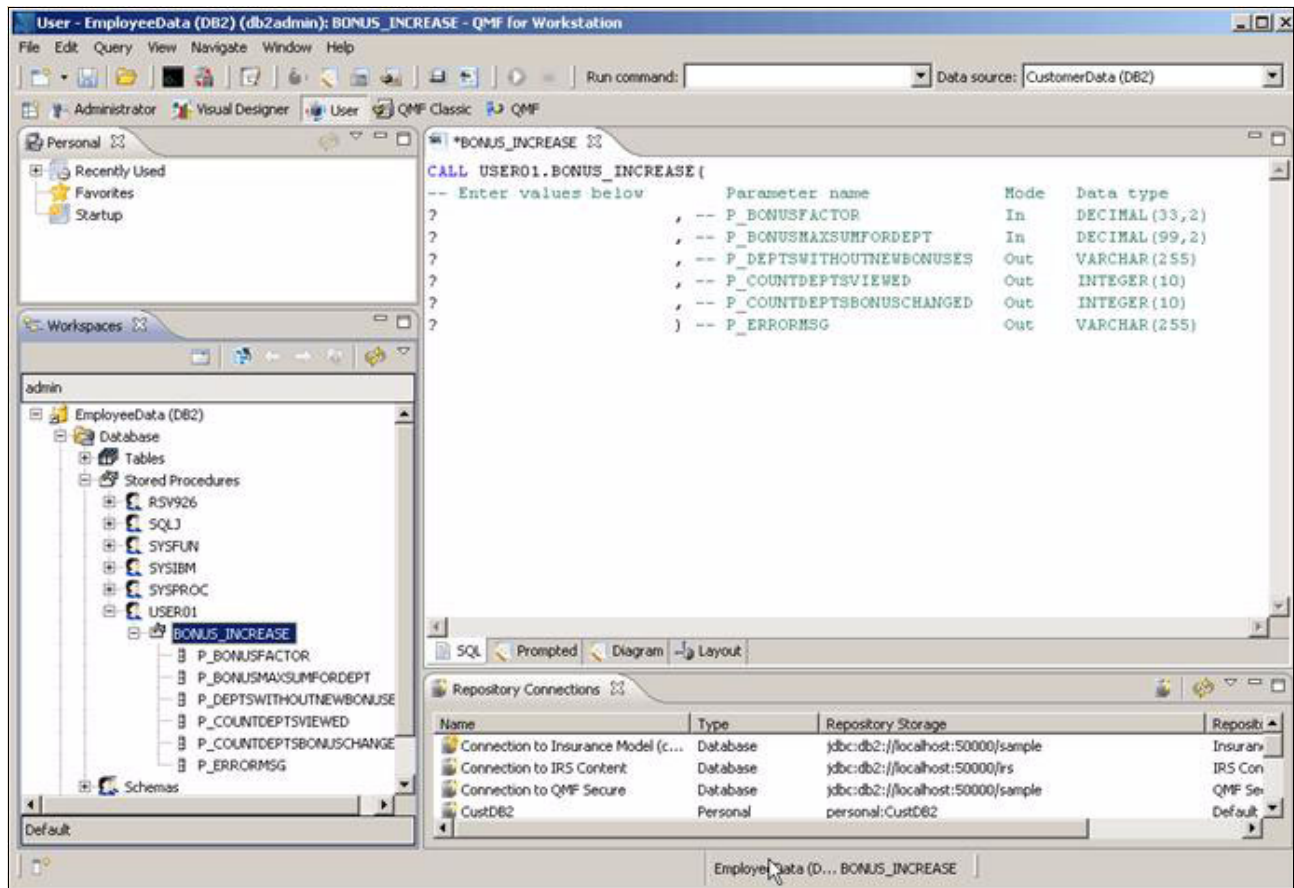 User - EmployeeData (DB2) (db2admin): BONUS_INCREASE - QMF for Workstation
File Edit Query View Navigate Window Help
Run command: Data source: CustomerData (DB2)
Administrator Visual Designer User QMF Classic QMF
Personal
Recently Used
Favorites
Startup
Workspaces
admin
EmployeeData (DB2)
Database
Tables
Stored Procedures
RSV926
SQLJ
SYSFUN
SYSIBM
SYSPROC
USER01
BONUS_INCREASE
P_BONUSFACTOR
P_BONUSMAXSUMFORDEPT
P_DEPTSWITHOUTNEWBONUSE
P_COUNTDEPTSVIEWED
P_COUNTDEPTSBONUSCHANGE
P_ERRORMSG
Schemas
Default
*BONUS_INCREASE
CALL USER01.BONUS_INCREASE(
-- Enter values below Parameter name Mode Data type
? , -- P_BONUSFACTOR In DECIMAL(33,2)
? , -- P_BONUSMAXSUMFORDEPT In DECIMAL(99,2)
? , -- P_DEPTSWITHOUTNEWBONUSES Out VARCHAR(255)
? , -- P_COUNTDEPTSVIEWED Out INTEGER(10)
? , -- P_COUNTDEPTSBONUSCHANGED Out INTEGER(10)
? ) -- P_ERRORMSG Out VARCHAR(255)
SQL Prompted Diagram Layout
Repository Connections
Name Type Repository Storage Reposit
Connection to Insurance Model (c... Database jdbc:db2://localhost:50000/sample Insuran
Connection to IRS Content Database jdbc:db2://localhost:50000/irs IRS Con
Connection to QMF Secure Database jdbc:db2://localhost:50000/sample QMF Se
CustDB2 Personal personal:CustDB2 Default
EmployeeData (D... BONUS_INCREASE